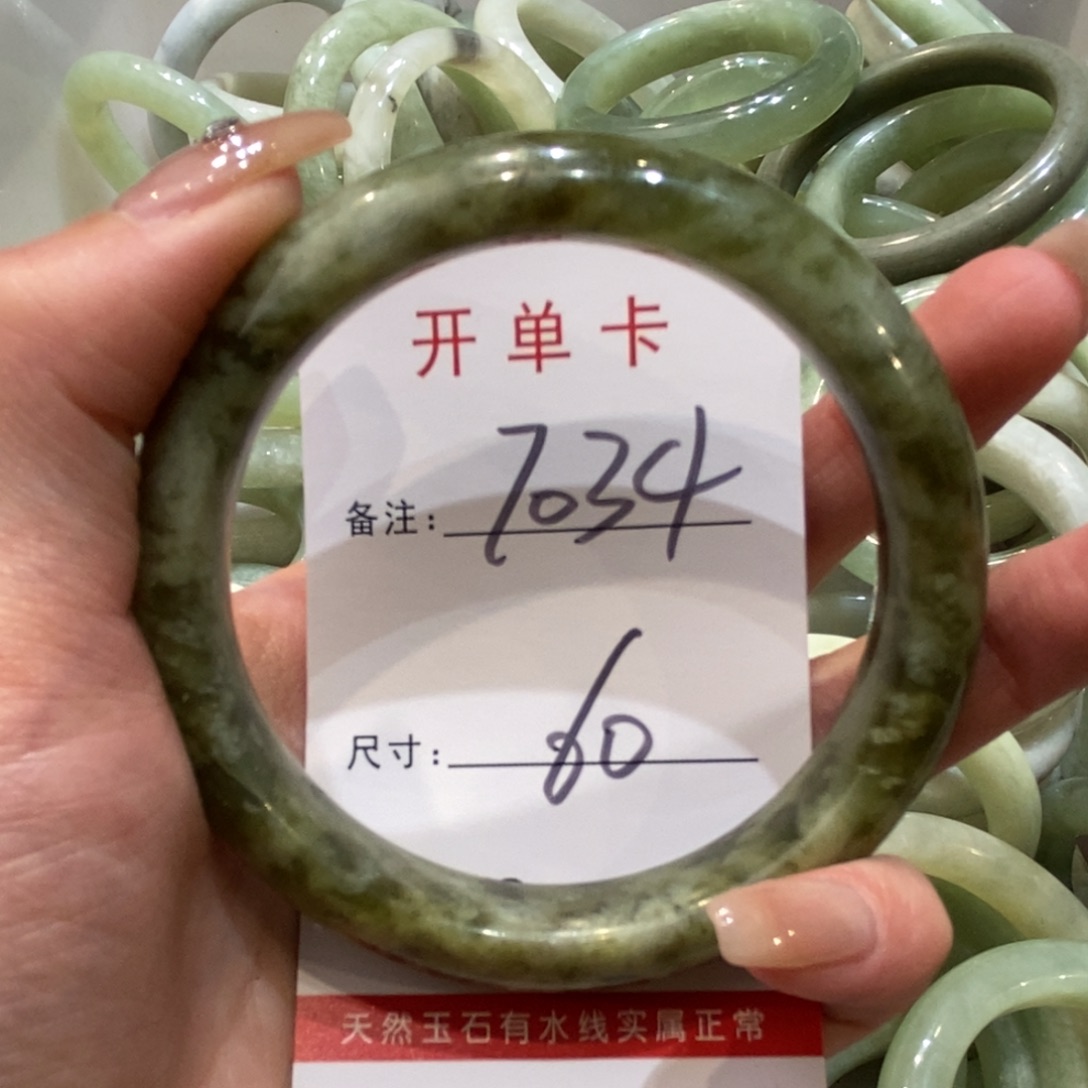 开单卡
备注: 7034
尺寸: 60
天然玉石有水线实属正常